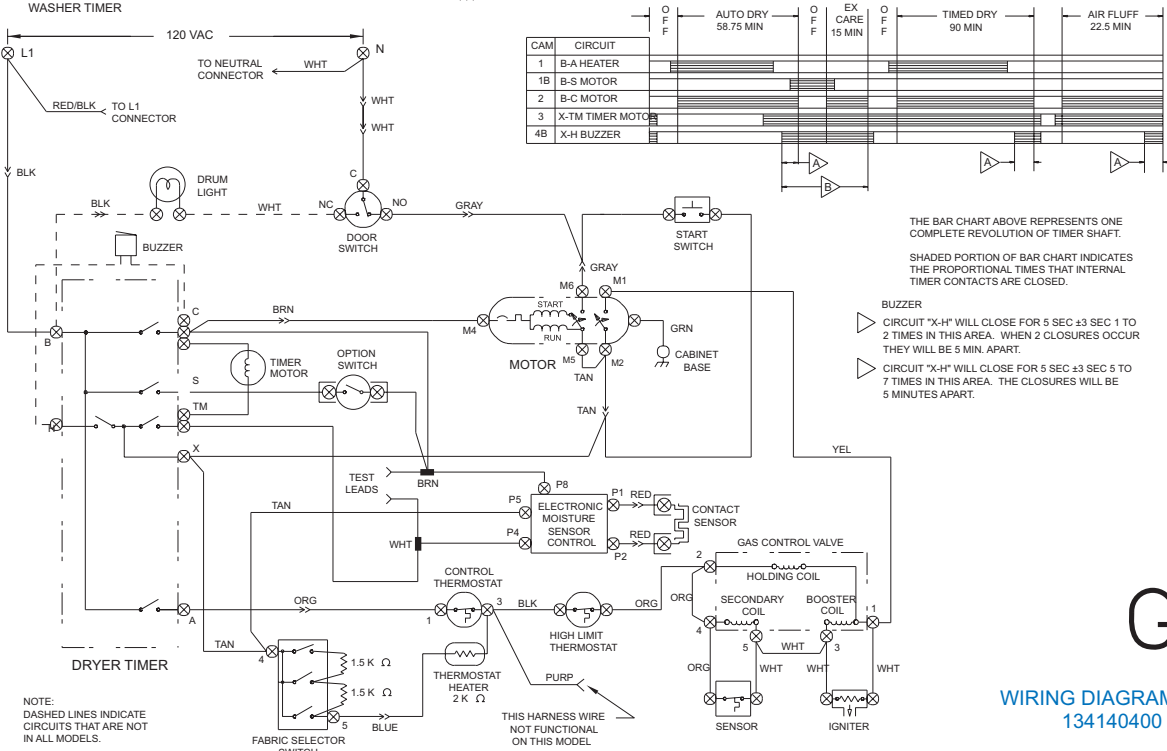 WASHER TIMER
120 VAC
L1
N
TO NEUTRAL
CONNECTOR
WHT
RED/BLK
TO L1
CONNECTOR
WHT
WHT
BLK
OFF
AUTO DRY
58.75 MIN
OFF
EX
CARE
15 MIN
OFF
TIMED DRY
90 MIN
AIR FLUFF
22.5 MIN
CAM CIRCUIT
1 B-A HEATER
1B B-S MOTOR
2 B-C MOTOR
3 X-TM TIMER MOTOR
4B X-H BUZZER
A
A
A
B
DRUM
LIGHT
BLK
WHT
NC
C
NO
DOOR
SWITCH
GRAY
START
SWITCH
BUZZER
THE BAR CHART ABOVE REPRESENTS ONE
COMPLETE REVOLUTION OF TIMER SHAFT.
SHADED PORTION OF BAR CHART INDICATES
THE PROPORTIONAL TIMES THAT INTERNAL
TIMER CONTACTS ARE CLOSED.
BUZZER
CIRCUIT "X-H" WILL CLOSE FOR 5 SEC ±3 SEC 1 TO
2 TIMES IN THIS AREA. WHEN 2 CLOSURES OCCUR
THEY WILL BE 5 MIN. APART.
CIRCUIT "X-H" WILL CLOSE FOR 5 SEC ±3 SEC 5 TO
7 TIMES IN THIS AREA. THE CLOSURES WILL BE
5 MINUTES APART.
GRAY
M6
M1
START
RUN
M4
M5
M2
MOTOR
GRN
CABINET
BASE
TAN
TAN
C
BRN
B
TIMER
MOTOR
OPTION
SWITCH
S
TM
H
X
YEL
TEST
LEADS
BRN
TAN
P8
P5
P4
ELECTRONIC
MOISTURE
SENSOR
CONTROL
P1
RED
RED
P2
CONTACT
SENSOR
WHT
GAS CONTROL VALVE
2
HOLDING COIL
CONTROL
THERMOSTAT
ORG
1
3
BLK
ORG
HIGH LIMIT
THERMOSTAT
ORG
SECONDARY
COIL
BOOSTER
COIL
1
4
5
WHT
3
A
TAN
4
DRYER TIMER
1.5 K Ω
1.5 K Ω
5
BLUE
THERMOSTAT
HEATER
2 K Ω
PURP
THIS HARNESS WIRE
NOT FUNCTIONAL
ON THIS MODEL
ORG
WHT
WHT
WHT
SENSOR
IGNITER
NOTE:
DASHED LINES INDICATE
CIRCUITS THAT ARE NOT
IN ALL MODELS.
FABRIC SELECTOR
G
WIRING DIAGRAM
134140400